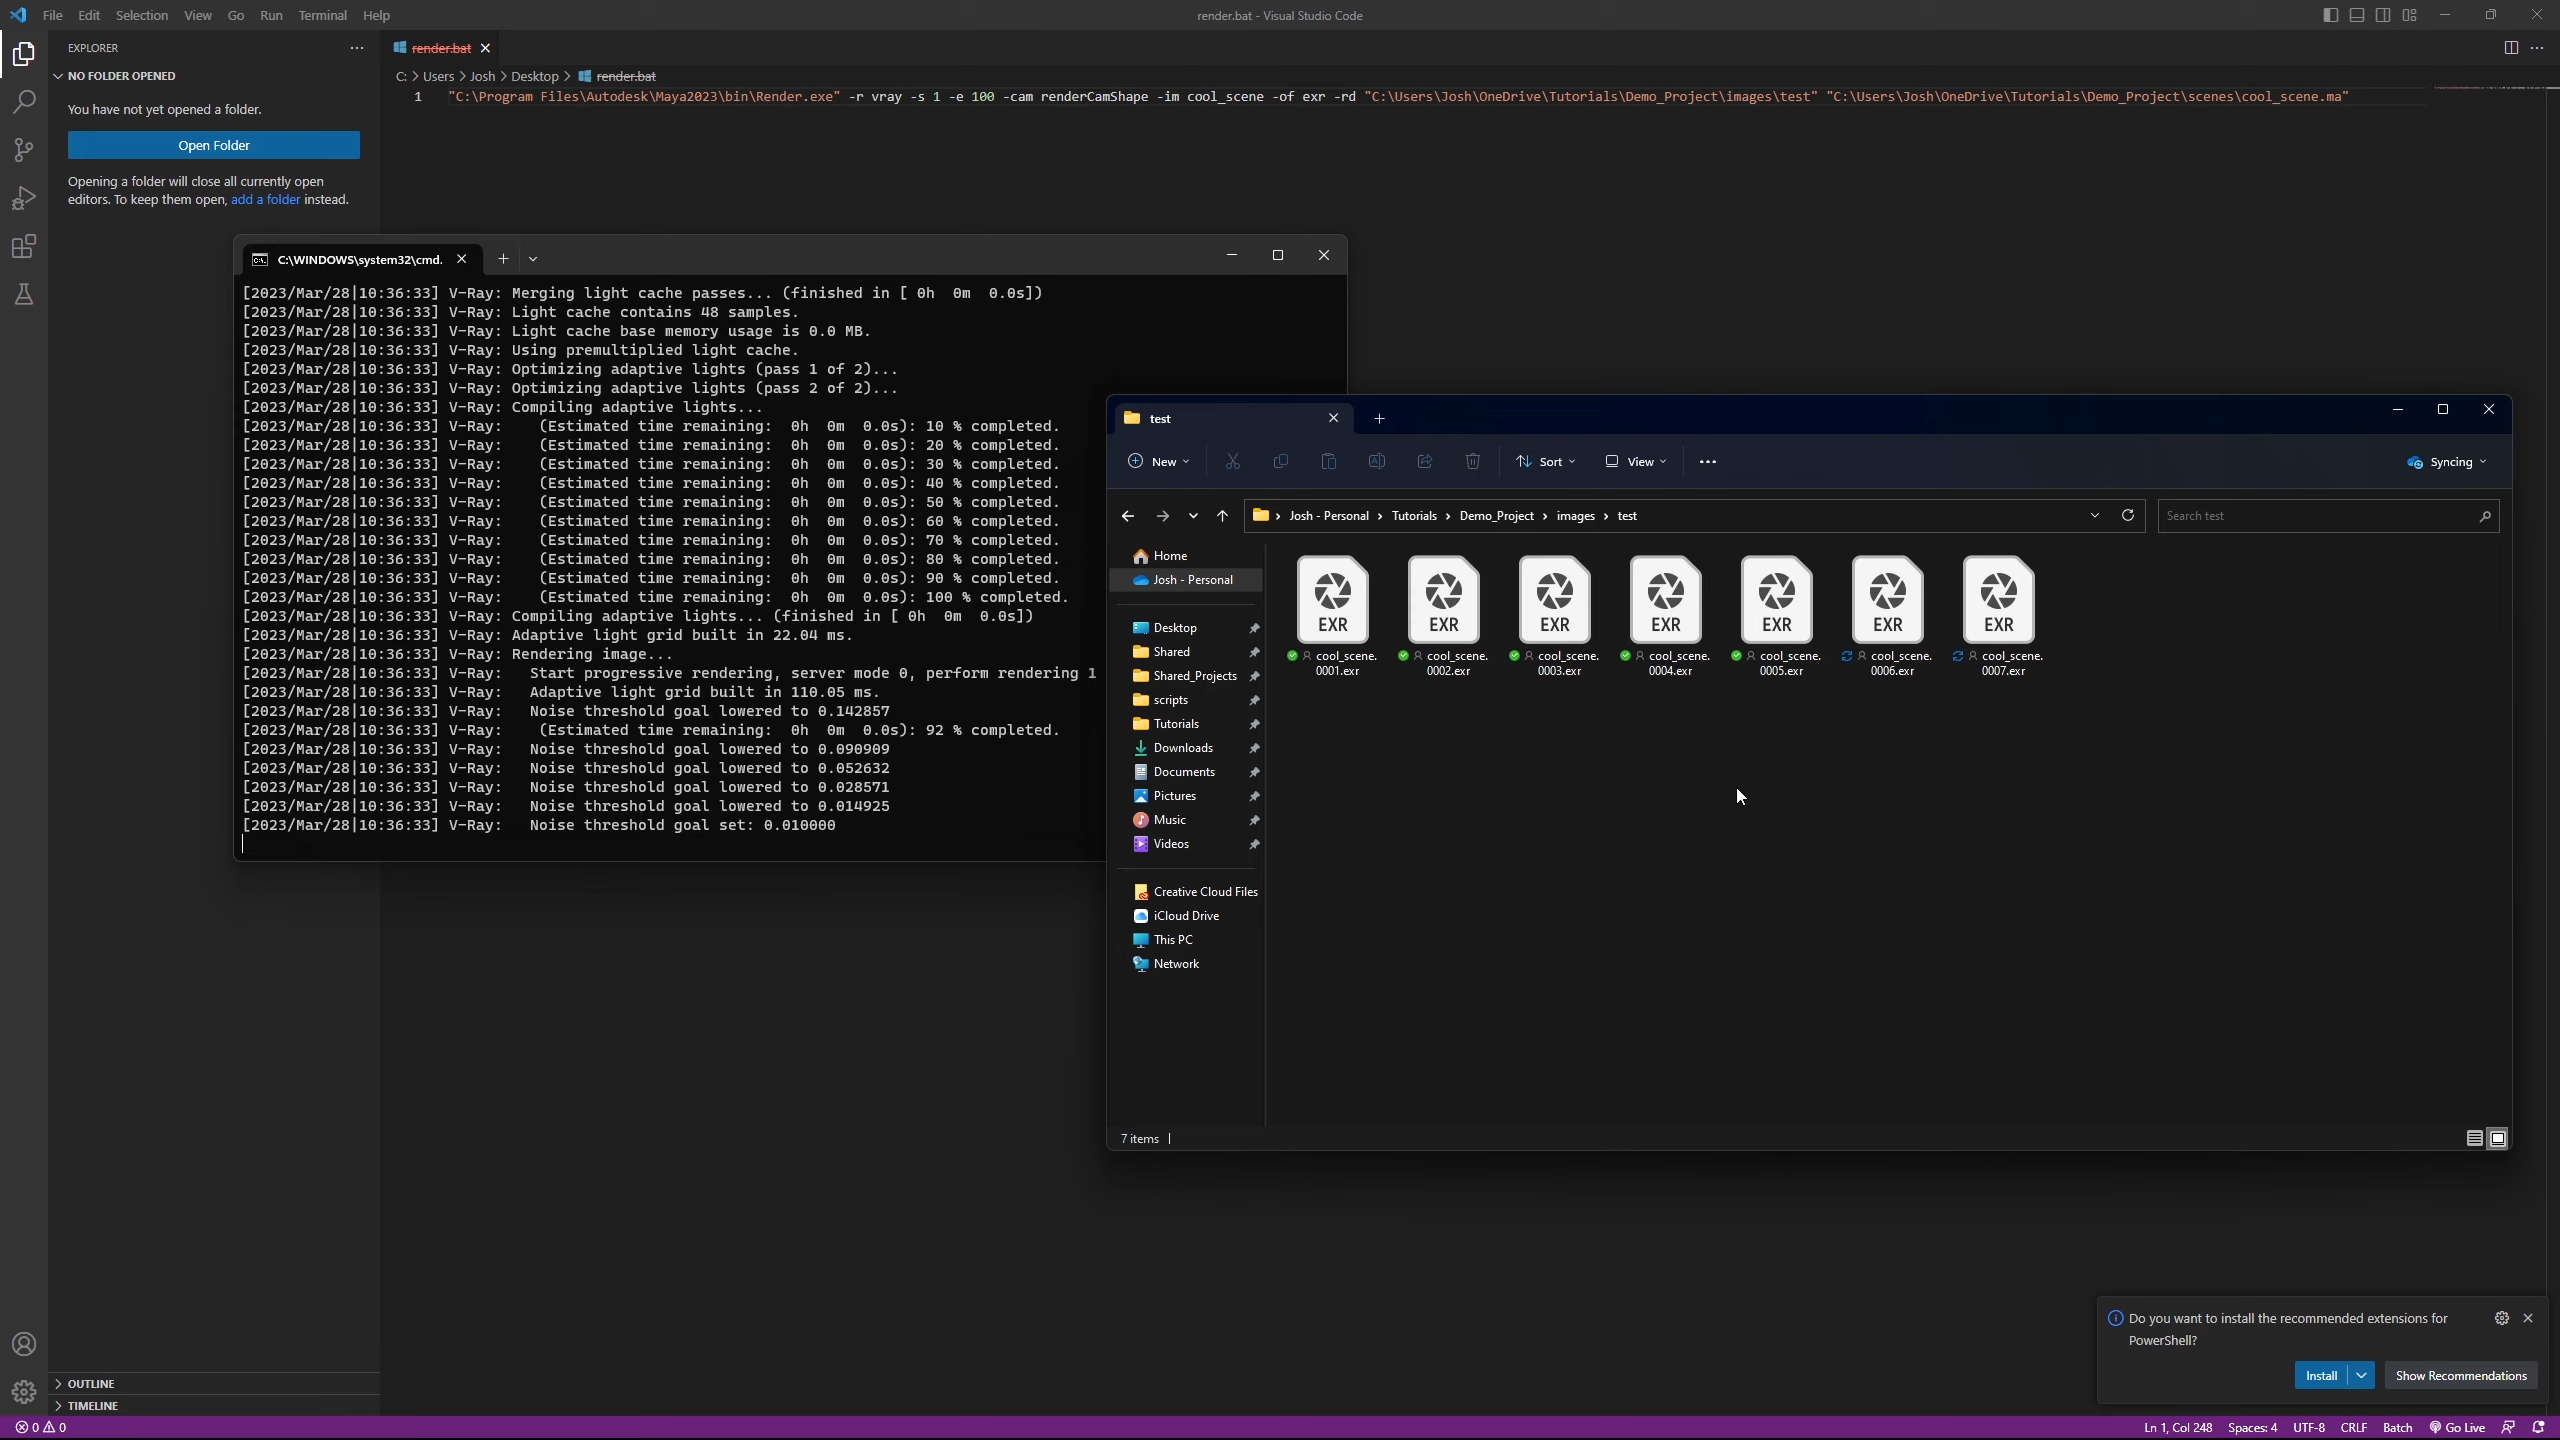 File Edit Selection View Go Run Terminal Help
render.bat - Visual Studio Code
EXPLORER
NO FOLDER OPENED
You have not yet opened a folder.
Open Folder
Opening a folder will close all currently open
editors. To keep them open, add a folder instead.
render.bat
C: > Users > Josh > Desktop > render.bat
1 "C:\Program Files\Autodesk\Maya2023\bin\Render.exe" -r vray -s 1 -e 100 -cam renderCamShape -im cool_scene -of exr -rd "C:\Users\Josh\OneDrive\Tutorials\Demo_Project\images\test" "C:\Users\Josh\OneDrive\Tutorials\Demo_Project\scenes\cool_scene.ma"
C:\WINDOWS\system32\cmd.
[2023/Mar/28|10:36:33] V-Ray: Merging light cache passes... (finished in [ 0h 0m 0.0s])
[2023/Mar/28|10:36:33] V-Ray: Light cache contains 48 samples.
[2023/Mar/28|10:36:33] V-Ray: Light cache base memory usage is 0.0 MB.
[2023/Mar/28|10:36:33] V-Ray: Using premultiplied light cache.
[2023/Mar/28|10:36:33] V-Ray: Optimizing adaptive lights (pass 1 of 2)...
[2023/Mar/28|10:36:33] V-Ray: Optimizing adaptive lights (pass 2 of 2)...
[2023/Mar/28|10:36:33] V-Ray: Compiling adaptive lights...
[2023/Mar/28|10:36:33] V-Ray: (Estimated time remaining: 0h 0m 0.0s): 10 % completed.
[2023/Mar/28|10:36:33] V-Ray: (Estimated time remaining: 0h 0m 0.0s): 20 % completed.
[2023/Mar/28|10:36:33] V-Ray: (Estimated time remaining: 0h 0m 0.0s): 30 % completed.
[2023/Mar/28|10:36:33] V-Ray: (Estimated time remaining: 0h 0m 0.0s): 40 % completed.
[2023/Mar/28|10:36:33] V-Ray: (Estimated time remaining: 0h 0m 0.0s): 50 % completed.
[2023/Mar/28|10:36:33] V-Ray: (Estimated time remaining: 0h 0m 0.0s): 60 % completed.
[2023/Mar/28|10:36:33] V-Ray: (Estimated time remaining: 0h 0m 0.0s): 70 % completed.
[2023/Mar/28|10:36:33] V-Ray: (Estimated time remaining: 0h 0m 0.0s): 80 % completed.
[2023/Mar/28|10:36:33] V-Ray: (Estimated time remaining: 0h 0m 0.0s): 90 % completed.
[2023/Mar/28|10:36:33] V-Ray: (Estimated time remaining: 0h 0m 0.0s): 100 % completed.
[2023/Mar/28|10:36:33] V-Ray: Compiling adaptive lights... (finished in [ 0h 0m 0.0s])
[2023/Mar/28|10:36:33] V-Ray: Adaptive light grid built in 22.04 ms.
[2023/Mar/28|10:36:33] V-Ray: Rendering image...
[2023/Mar/28|10:36:33] V-Ray: Start progressive rendering, server mode 0, perform rendering 1
[2023/Mar/28|10:36:33] V-Ray: Adaptive light grid built in 110.05 ms.
[2023/Mar/28|10:36:33] V-Ray: Noise threshold goal lowered to 0.142857
[2023/Mar/28|10:36:33] V-Ray: (Estimated time remaining: 0h 0m 0.0s): 92 % completed.
[2023/Mar/28|10:36:33] V-Ray: Noise threshold goal lowered to 0.090909
[2023/Mar/28|10:36:33] V-Ray: Noise threshold goal lowered to 0.052632
[2023/Mar/28|10:36:33] V-Ray: Noise threshold goal lowered to 0.028571
[2023/Mar/28|10:36:33] V-Ray: Noise threshold goal lowered to 0.014925
[2023/Mar/28|10:36:33] V-Ray: Noise threshold goal set: 0.010000
test
New Sort View Syncing
Josh - Personal > Tutorials > Demo_Project > images > test
Search test
Home
Josh - Personal
Desktop
Shared
Shared_Projects
scripts
Tutorials
Downloads
Documents
Pictures
Music
Videos
Creative Cloud Files
iCloud Drive
This PC
Network
EXR EXR EXR EXR EXR EXR EXR
cool_scene. cool_scene. cool_scene. cool_scene. cool_scene. cool_scene. cool_scene.
0001.exr 0002.exr 0003.exr 0004.exr 0005.exr 0006.exr 0007.exr
7 items
Do you want to install the recommended extensions for
PowerShell?
Install
Show Recommendations
OUTLINE
TIMELINE
0 0
Ln 1, Col 248 Spaces: 4 UTF-8 CRLF Batch Go Live